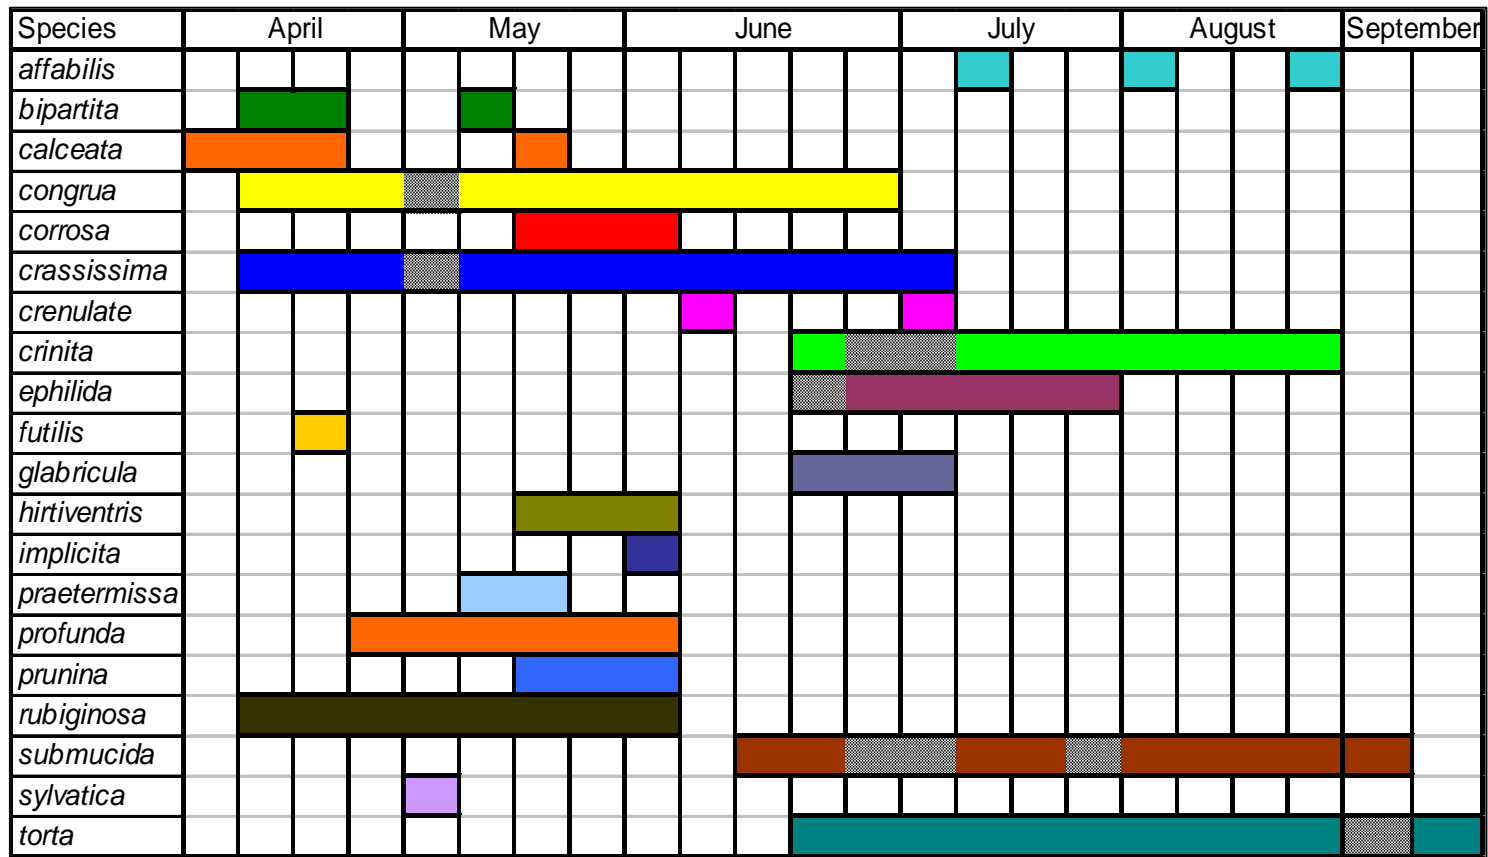 Species April May June July August September
affabilis
bipartita
calceata
congrua
corrosa
crassissima
crenulate
crinita
ephilida
futilis
glabricula
hirtiventris
implicita
praetermissa
profunda
prunina
rubiginosa
submucida
sylvatica
torta